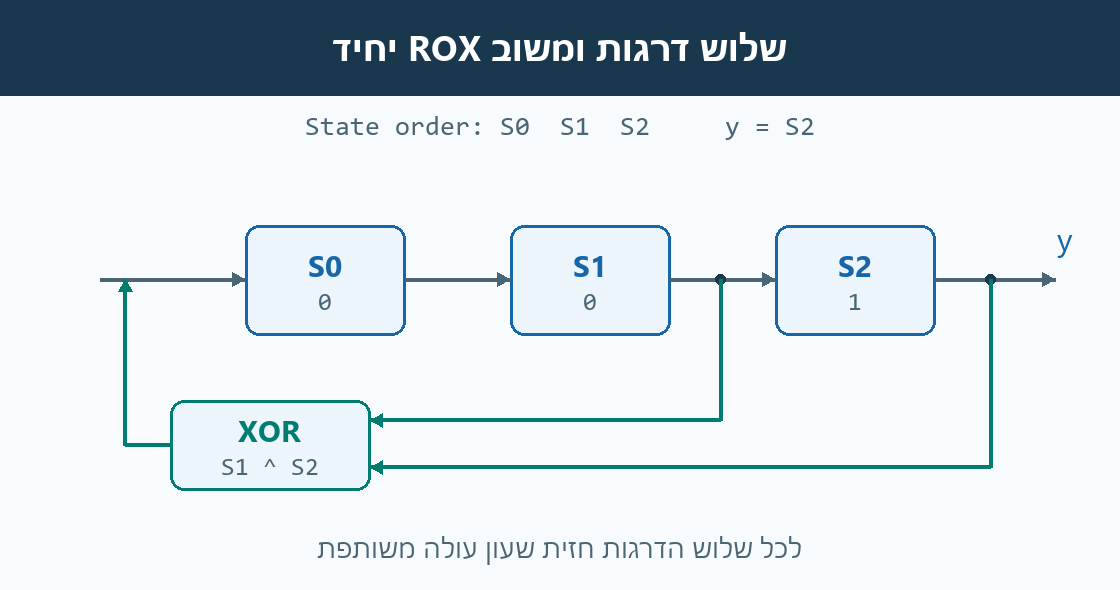 שלוש דרגות ומשוב ROX יחיד
State order: S0 S1 S2 y = S2
y
S0
0
S1
0
S2
1
XOR
S1 ^ S2
לכל שלוש הדרגות חזית שעון עולה משותפת